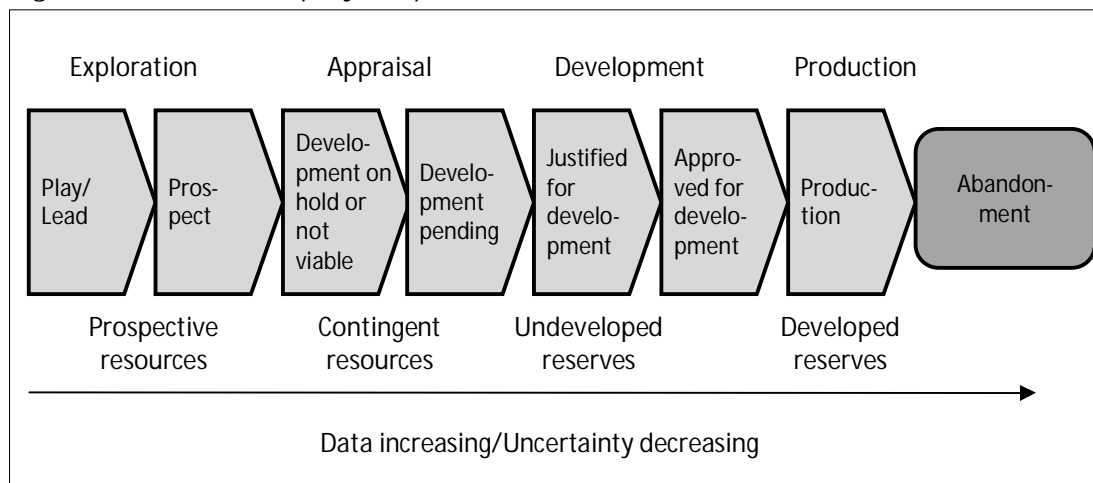 Exploration
Appraisal
Development
Production
Play/
Lead
Pros-
pect
Develo-
pment on
hold or
not
viable
Develo-
pment
pending
Justified
for
develo-
pment
Appro-
ved for
develo-
pment
Produc-
tion
Abandon-
ment
Prospective
resources
Contingent
resources
Undeveloped
reserves
Developed
reserves
Data increasing/Uncertainty decreasing